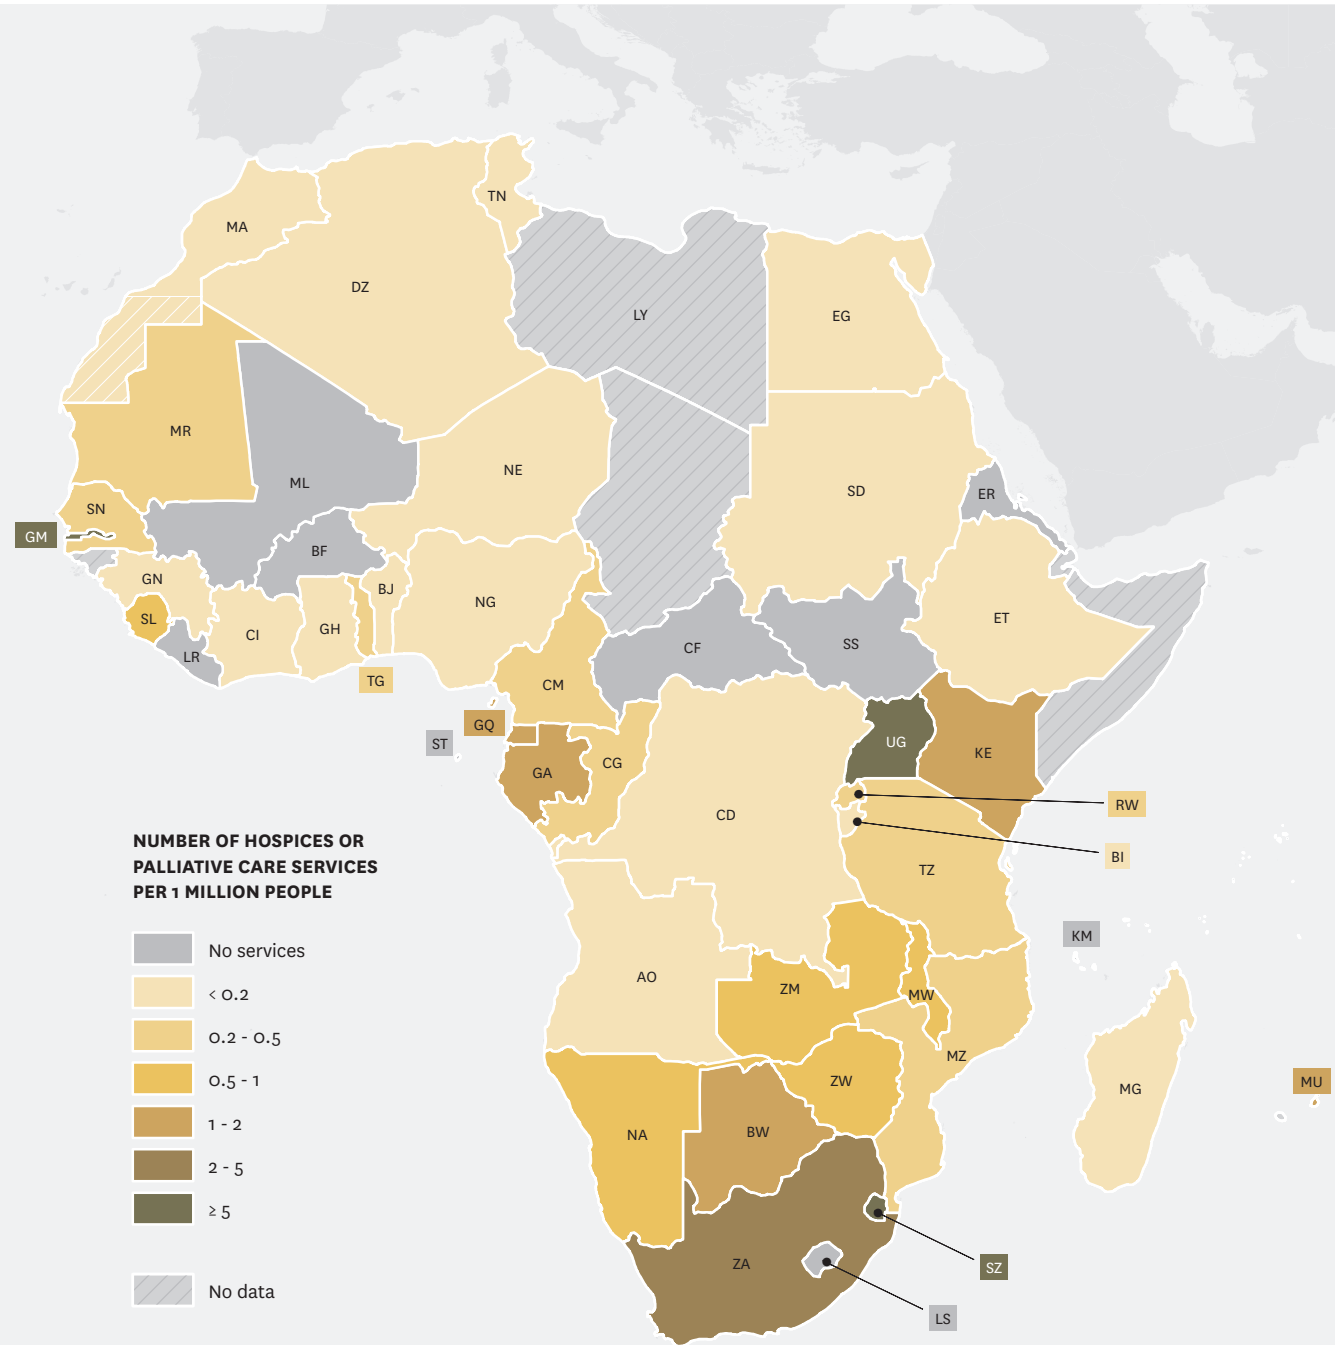 TN
MA
DZ
LY
EG
MR
ML
NE
SD
ER
SN
GM
BF
GN
BJ
NG
SL
CI
GH
ET
LR
CF
SS
TG
CM
GQ
ST
UG
KE
GA
CG
RW
CD
BI
TZ
KM
AO
ZM
MW
MZ
MG
MU
ZW
NA
BW
ZA
SZ
LS
NUMBER OF HOSPICES OR
PALLIATIVE CARE SERVICES
PER 1 MILLION PEOPLE
No services
< 0.2
0.2 - 0.5
0.5 - 1
1 - 2
2 - 5
≥ 5
No data